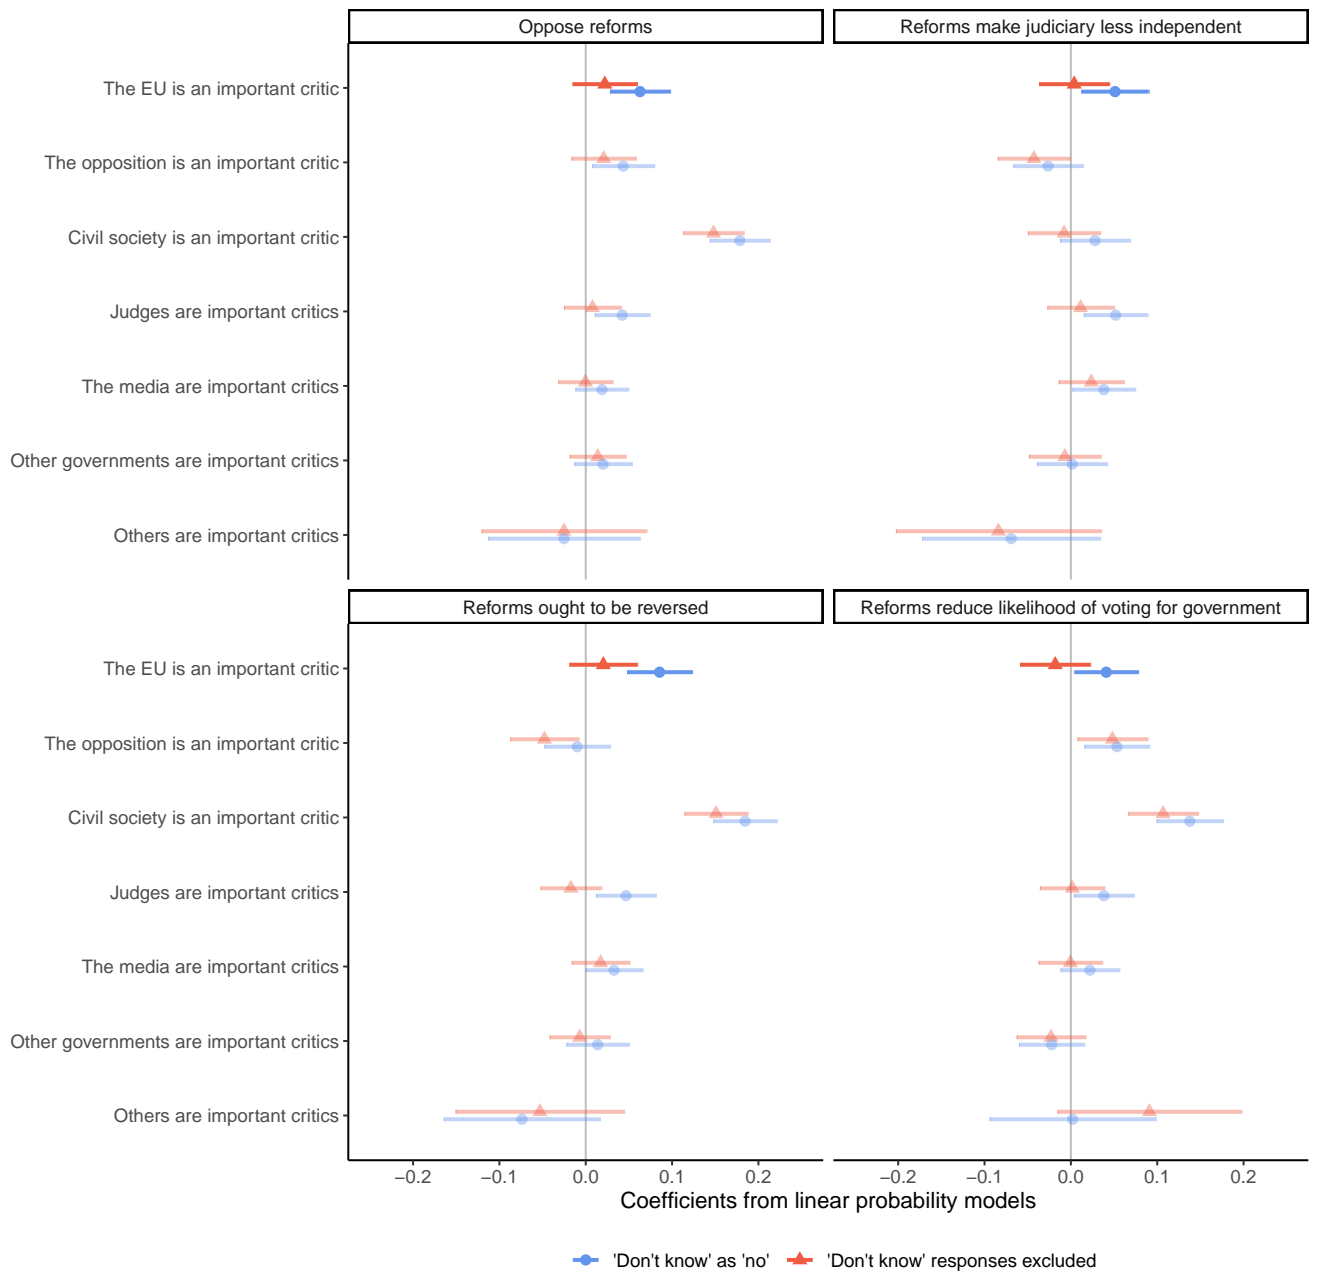 Oppose reforms
Reforms make judiciary less independent
The EU is an important critic
The opposition is an important critic
Civil society is an important critic
Judges are important critics
The media are important critics
Other governments are important critics
Others are important critics
Reforms ought to be reversed
Reforms reduce likelihood of voting for government
The EU is an important critic
The opposition is an important critic
Civil society is an important critic
Judges are important critics
The media are important critics
Other governments are important critics
Others are important critics
−0.2 −0.1 0.0 0.1 0.2
−0.2 −0.1 0.0 0.1 0.2
Coefficients from linear probability models
'Don't know' as 'no' 'Don't know' responses excluded